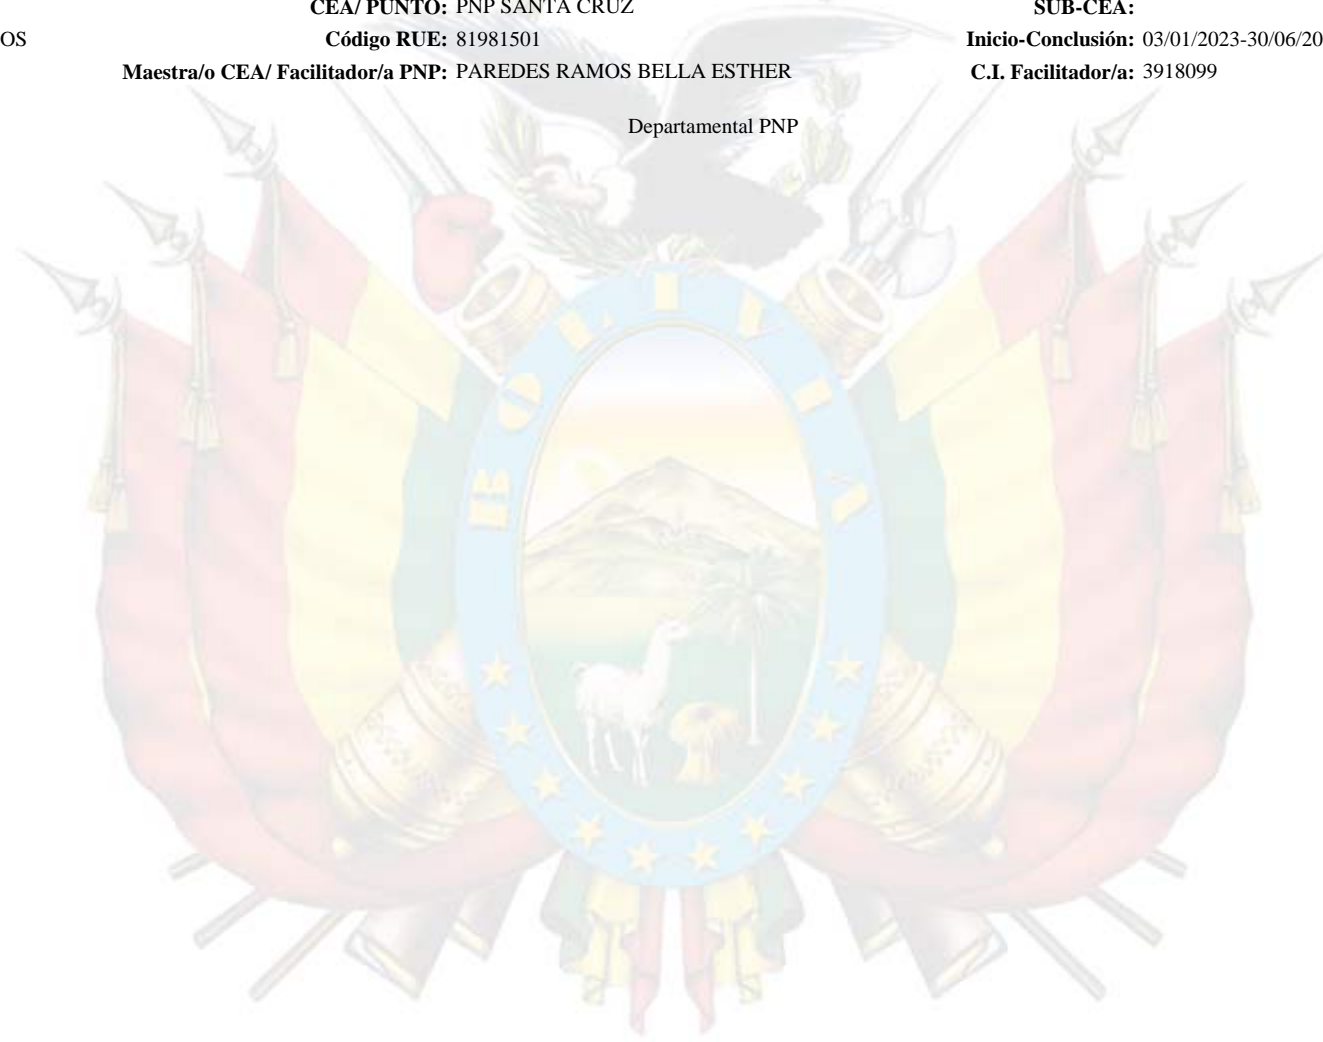 CEA/ PUNTO: PNP SANTA CRUZ SUB-CEA:
OS Código RUE: 81981501 Inicio-Conclusión: 03/01/2023-30/06/20
Maestra/o CEA/ Facilitador/a PNP: PAREDES RAMOS BELLA ESTHER C.I. Facilitador/a: 3918099
Departamental PNP
BOLIVIA